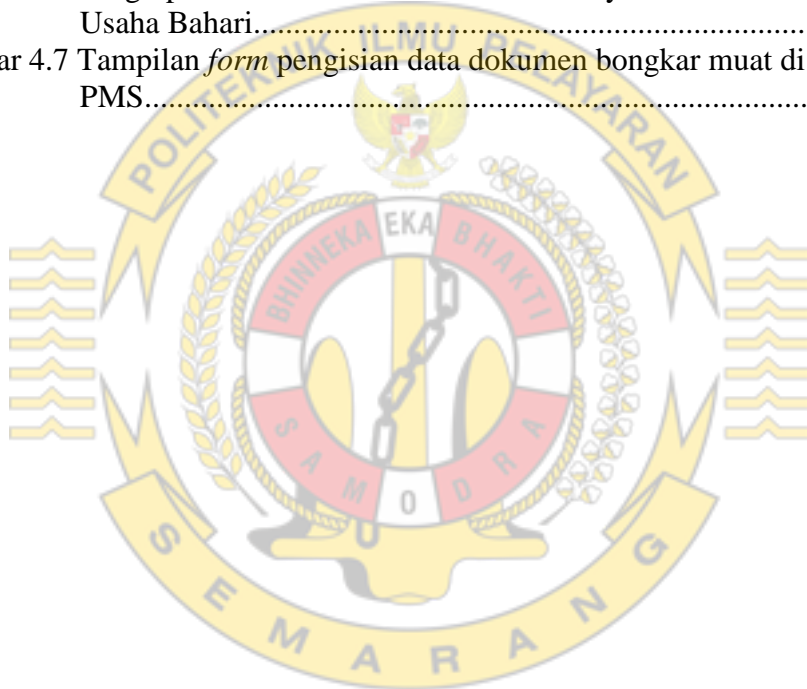 Usaha Bahari
ar 4.7 Tampilan form pengisian data dokumen bongkar muat di
PMS
POLITEKNIK ILMU PELAYARAN
BHINNEKA EKA BHAKTI
SAMODRA
SEMARANG